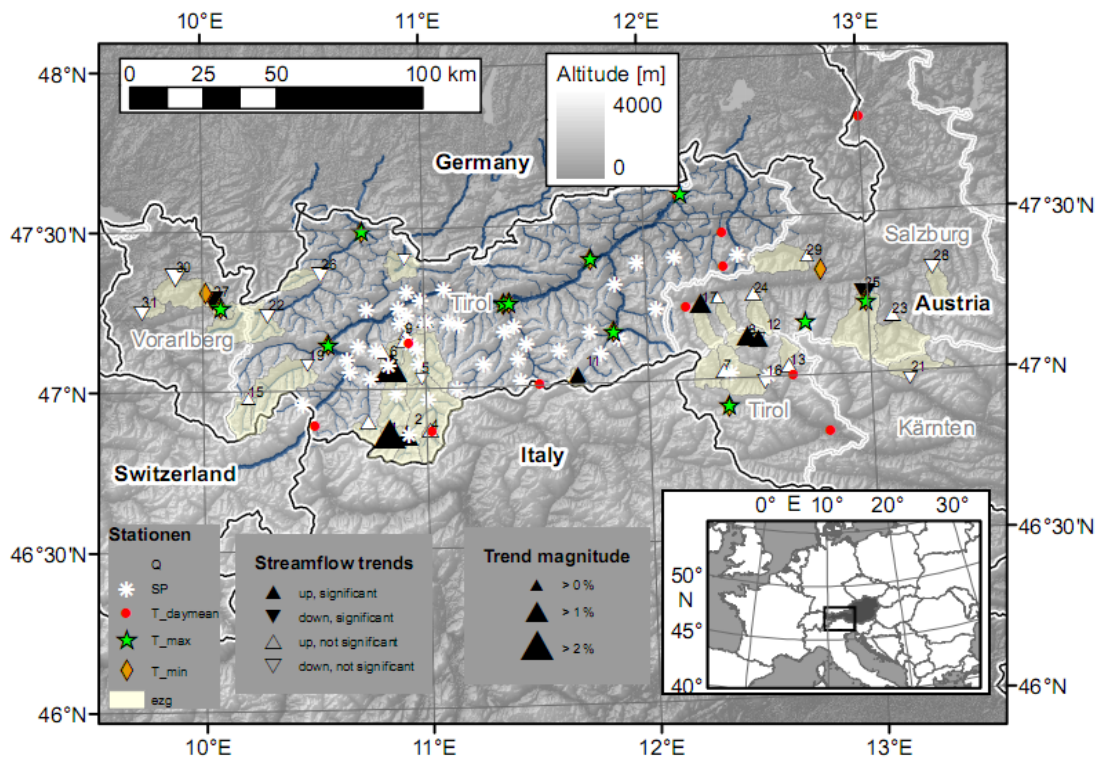 10°E
11°E
12°E
13°E
48°N
0 25 50 100 km
Altitude [m]
4000
0
Germany
47°30'N
47°30'N
Salzburg
30
27
26
29
28
31
22
Tirol
17
24
25
23
Austria
Vorarlberg
9
8
12
19
6
5
11
7
13
16
21
47°N
47°N
15
2
4
Tirol
Kärnten
Italy
Switzerland
0° E 10° 20° 30°
50°
N
45°
40°
46°30'N
46°30'N
Stationen
Q
SP
T_daymean
T_max
T_min
ezg
Streamflow trends
up, significant
down, significant
up, not significant
down, not significant
Trend magnitude
> 0 %
> 1 %
> 2 %
46°N
46°N
10°E
11°E
12°E
13°E